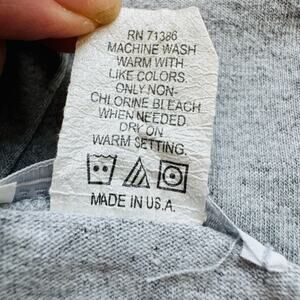 RN 71386
MACHINE WASH
WARM WITH
LIKE COLORS.
ONLY NON-
CHLORINE BLEACH
WHEN NEEDED.
DRY ON
WARM SETTING.
MADE IN U.S.A.